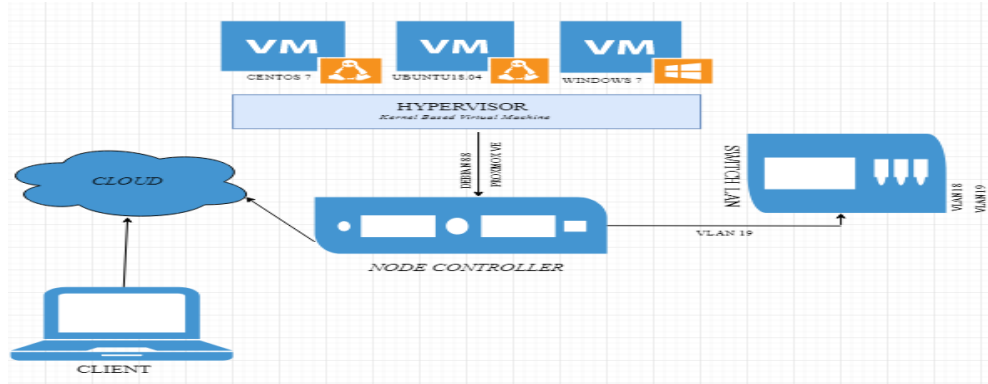 VM
VM
VM
CENTOS 7
UBUNTU18.04
WINDOWS 7
HYPERVISOR
Kernel Based Virtual Machine
DEBIAN 8.8
PROXMOX VE
SWITCH LAN
VLAN18
VLAN19
CLOUD
VLAN 19
NODE CONTROLLER
CLIENT